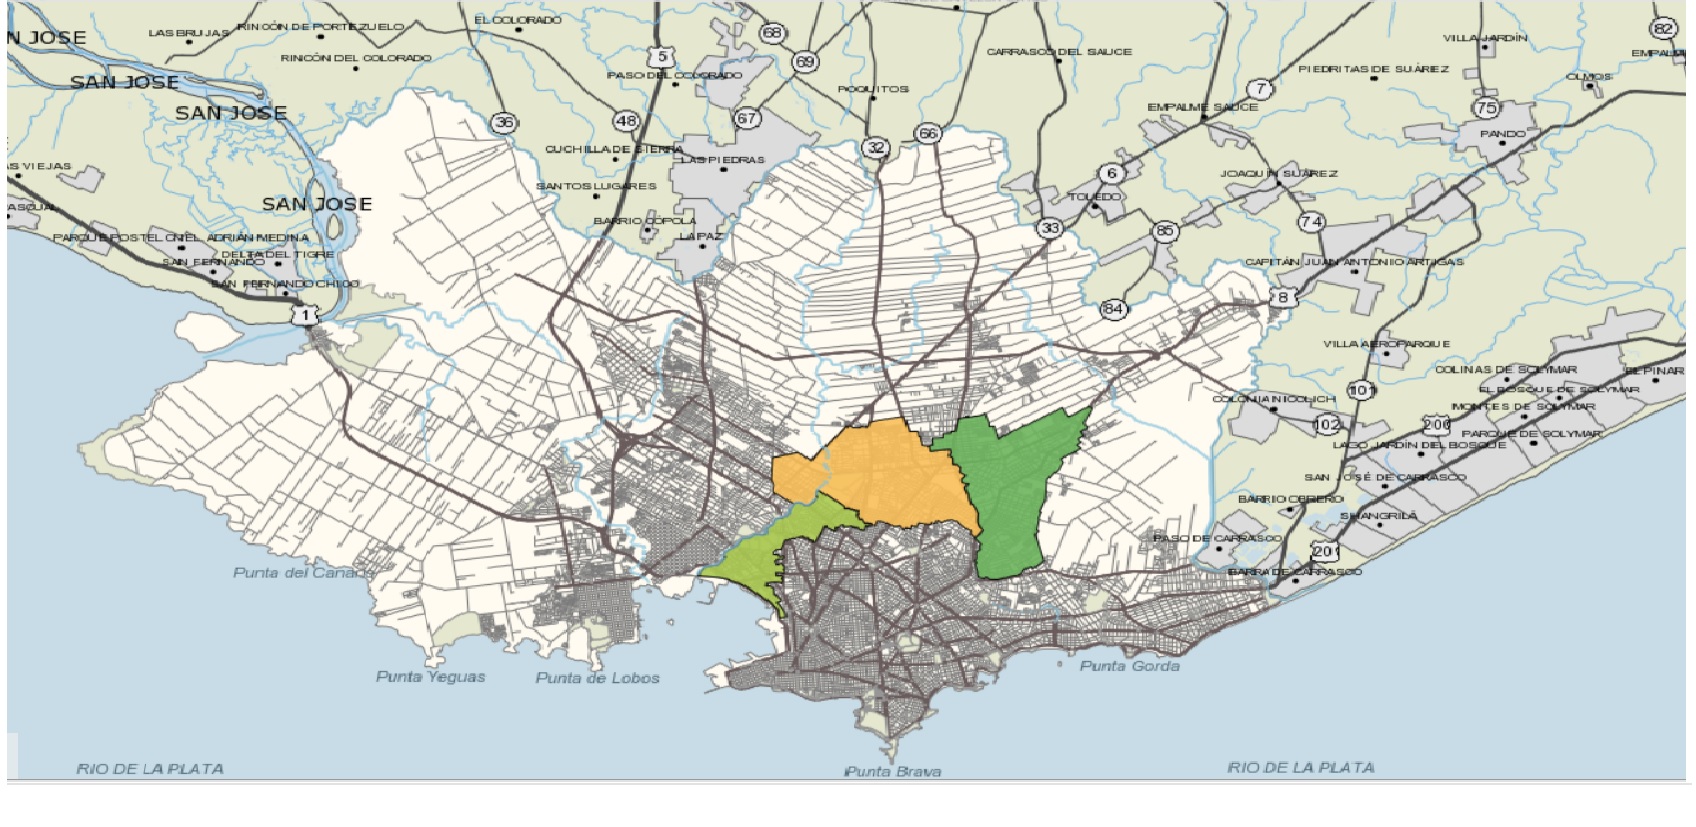 EL COLORADO
LAS BRUJAS
RINCÓN DE PORTEZUELO
68
82
N JOSE
VILLA JARDÍN
CARRASCO DEL SAUCE
5
RINCÓN DEL COLORADO
69
PIEDRITAS DE SUÁREZ
SAN JOSE
PASO DEL COLORADO
OLMOS
POQUITOS
7
EMPALME SAUCE
75
SAN JOSE
36
48
67
66
PANDO
32
CUCHILLA DE SIERRA
LAS PIEDRAS
S VIEJAS
6
JOAQUÍN SUÁREZ
SANTOS LUGARES
TOLEDO
SAN JOSE
BARRIO CÓPOLA
33
85
74
LA PAZ
PARQUE POSTEL
ADRIÁN MEDINA
DELTA DEL TIGRE
SAN FERNANDO
CAPITÁN JUAN ANTONIO ARTIGAS
SAN FERNANDO CHICO
8
84
1
VILLA AEROPARQUE
COLINAS DE SOLYMAR
EL PINAR
101
EL BOSQUE DE SOLYMAR
COLONIA NICOLICH
MONTES DE SOLYMAR
102
200
PARQUE DE SOLYMAR
LAGO JARDÍN DEL BOSQUE
SAN JOSÉ DE CARRASCO
BARRIO OBRERO
SHANGRILÁ
PASO DE CARRASCO
20
Punta del Canario
BARRA DE CARRASCO
Punta Gorda
Punta Yeguas
Punta de Lobos
RIO DE LA PLATA
Punta Brava
RIO DE LA PLATA